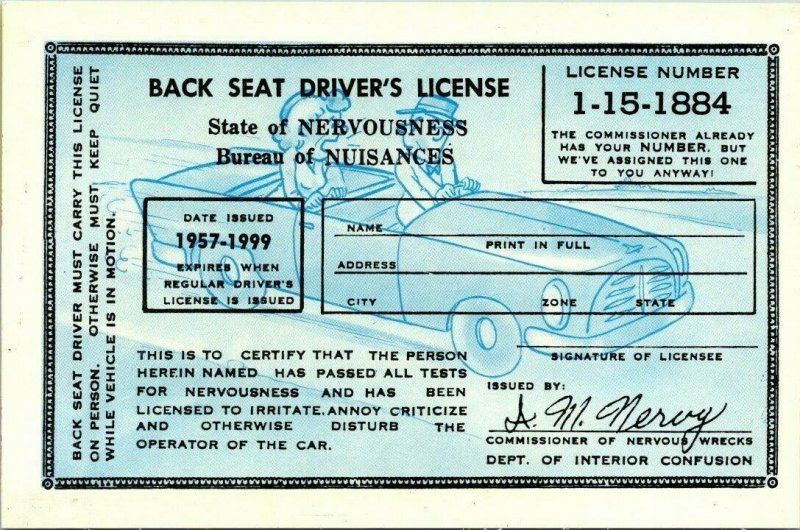 BACK SEAT DRIVER MUST CARRY THIS LICENSE
ON PERSON. OTHERWISE MUST KEEP QUIET
WHILE VEHICLE IS IN MOTION.
BACK SEAT DRIVER'S LICENSE
State of NERVOUSNESS
Bureau of NUISANCES
LICENSE NUMBER
1-15-1884
THE COMMISSIONER ALREADY
HAS YOUR NUMBER. BUT
WE'VE ASSIGNED THIS ONE
TO YOU ANYWAY!
DATE ISSUED
1957-1999
EXPIRES WHEN
REGULAR DRIVER'S
LICENSE IS ISSUED
NAME
PRINT IN FULL
ADDRESS
CITY ZONE STATE
SIGNATURE OF LICENSEE
THIS IS TO CERTIFY THAT THE PERSON
HEREIN NAMED HAS PASSED ALL TESTS
FOR NERVOUSNESS AND HAS BEEN
LICENSED TO IRRITATE, ANNOY CRITICIZE
AND OTHERWISE DISTURB THE
OPERATOR OF THE CAR.
ISSUED BY:
A. M. Nervy
COMMISSIONER OF NERVOUS WRECKS
DEPT. OF INTERIOR CONFUSION